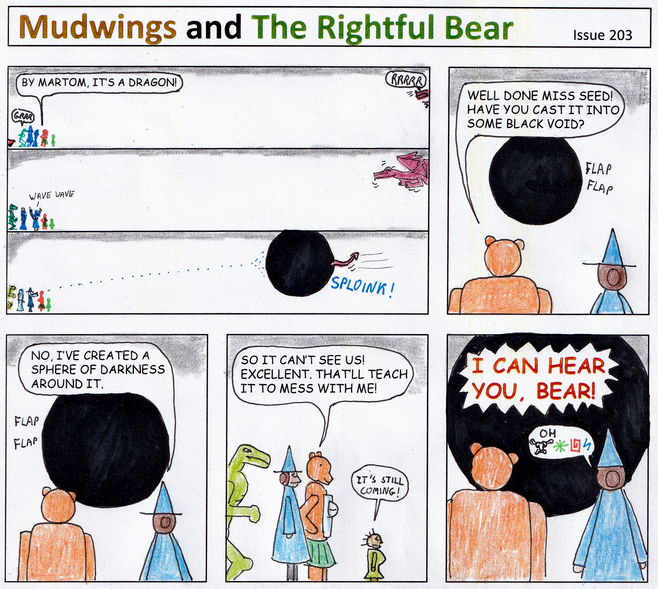 Mudwings and The Rightful Bear
Issue 203
BY MARTOM, IT'S A DRAGON!
GRRR
RRRRR
WAVE WAVE
SPLOINK!
WELL DONE MISS SEED!
HAVE YOU CAST IT INTO
SOME BLACK VOID?
FLAP
FLAP
NO, I'VE CREATED A
SPHERE OF DARKNESS
AROUND IT.
FLAP
FLAP
SO IT CAN'T SEE US!
EXCELLENT. THAT'LL TEACH
IT TO MESS WITH ME!
IT'S STILL
COMING!
I CAN HEAR
YOU, BEAR!
OH